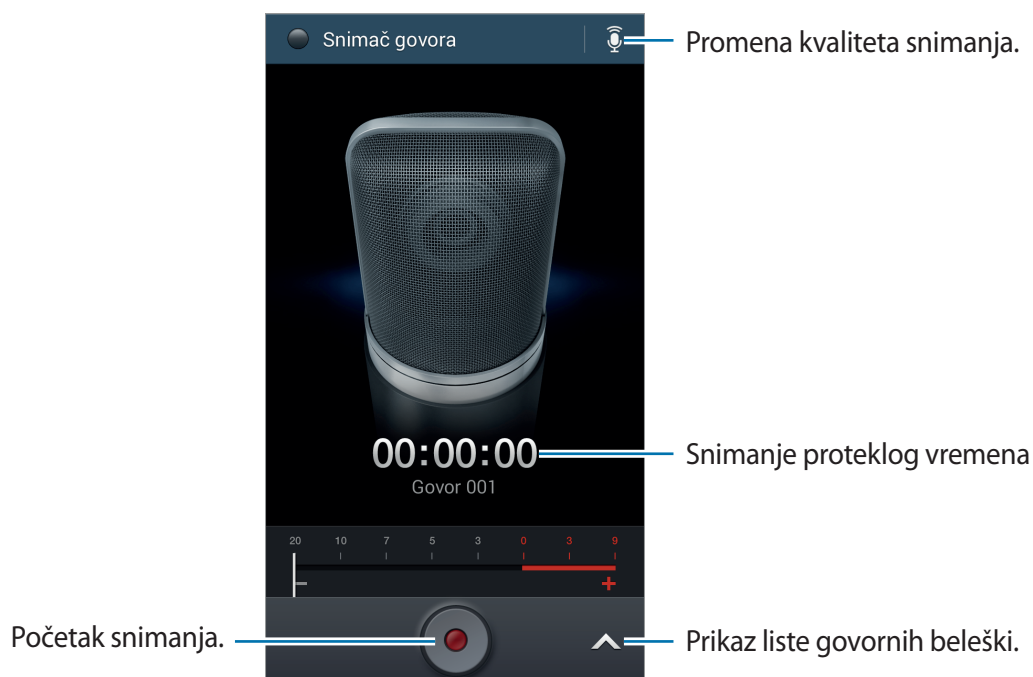 Snimač govora
Promena kvaliteta snimanja.
00:00:00
Snimanje proteklog vremena
Govor 001
20 10 7 5 3 0 3 9
− +
Početak snimanja.
Prikaz liste govornih beleški.